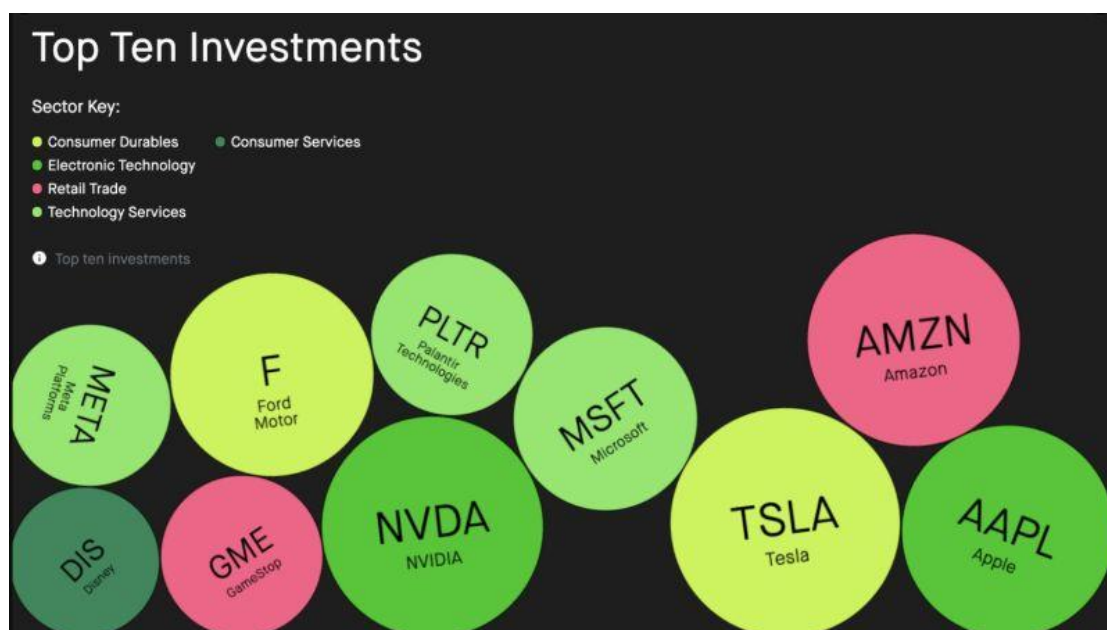 Top Ten Investments
Sector Key:
Consumer Durables
Consumer Services
Electronic Technology
Retail Trade
Technology Services
Top ten investments
META
Meta
Platforms
F
Ford
Motor
PLTR
Palantir
Technologies
MSFT
Microsoft
AMZN
Amazon
DIS
Disney
GME
GameStop
NVDA
NVIDIA
TSLA
Tesla
AAPL
Apple